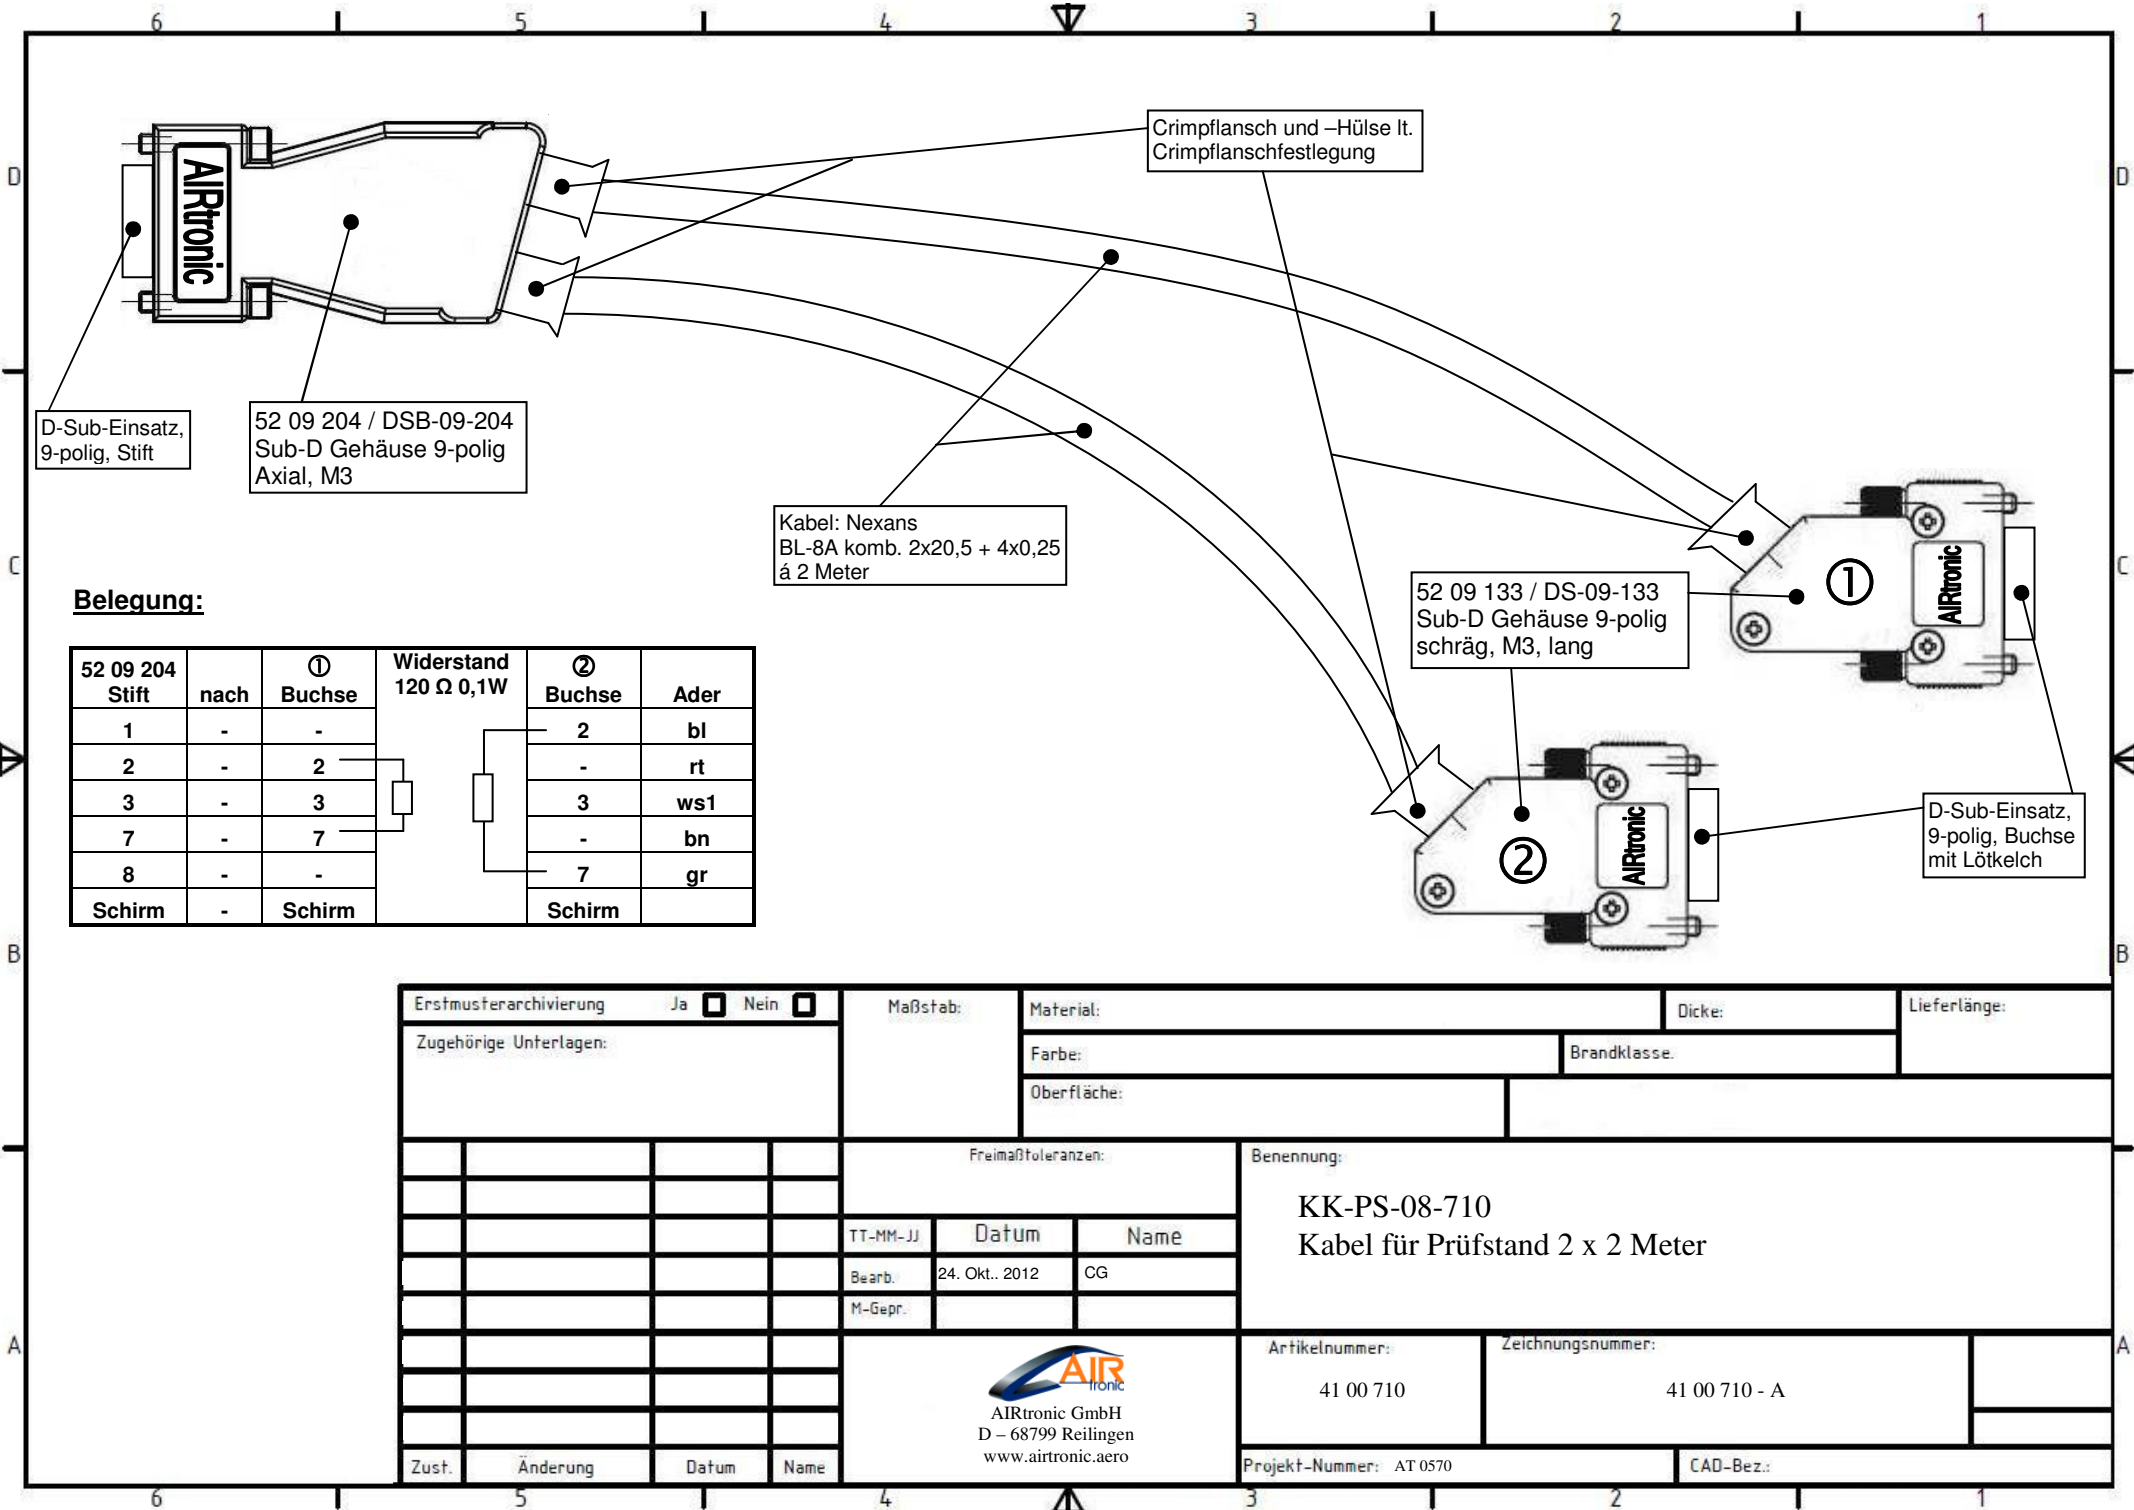 6 5 4 3 2 1
D D
C C
B B
A A
AIRtronic
Crimpflansch und –Hülse lt.
Crimpflanschfestlegung
D-Sub-Einsatz,
9-polig, Stift
52 09 204 / DSB-09-204
Sub-D Gehäuse 9-polig
Axial, M3
Kabel: Nexans
BL-8A komb. 2x20,5 + 4x0,25
á 2 Meter
52 09 133 / DS-09-133
Sub-D Gehäuse 9-polig
schräg, M3, lang
①
AIRtronic
②
AIRtronic
D-Sub-Einsatz,
9-polig, Buchse
mit Lötkelch
Belegung:
52 09 204 Stift nach ① Buchse Widerstand 120 Ω 0,1W ② Buchse Ader
1 - - 2 bl
2 - 2 - rt
3 - 3 3 ws1
7 - 7 - bn
8 - - 7 gr
Schirm - Schirm Schirm
Erstmusterarchivierung Ja Nein
Zugehörige Unterlagen:
Maßstab:
Material:
Dicke:
Lieferlänge:
Farbe:
Brandklasse.
Oberfläche:
Freimaßtoleranzen:
Benennung:
KK-PS-08-710
Kabel für Prüfstand 2 x 2 Meter
TT-MM-JJ Datum Name
Bearb. 24. Okt.. 2012 CG
M-Gepr.
AIR
tronic
AIRtronic GmbH
D – 68799 Reilingen
www.airtronic.aero
Artikelnummer:
41 00 710
Zeichnungsnummer:
41 00 710 - A
Zust. Änderung Datum Name
Projekt-Nummer: AT 0570
CAD-Bez.:
6 5 4 3 2 1